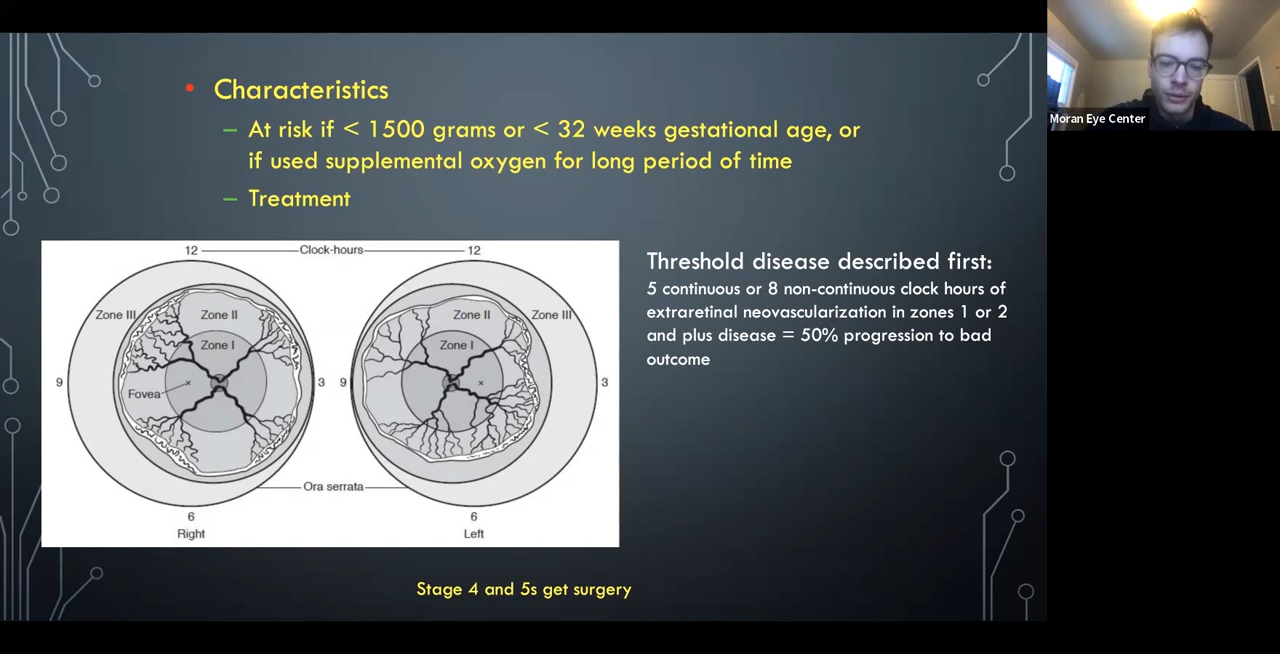 • Characteristics
– At risk if < 1500 grams or < 32 weeks gestational age, or
if used supplemental oxygen for long period of time
– Treatment
12 Clock-hours 12
Zone III Zone II Zone II Zone III
Zone I Zone I
9 3 9 3
Fovea
Ora serrata
6 6
Right Left
Threshold disease described first:
5 continuous or 8 non-continuous clock hours of
extraretinal neovascularization in zones 1 or 2
and plus disease = 50% progression to bad
outcome
Stage 4 and 5s get surgery
Moran Eye Center